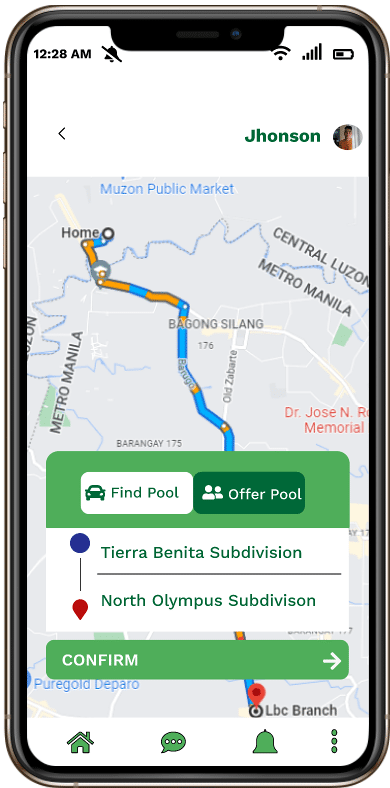 12:28 AM
Jhonson
Muzon Public Market
Home
CENTRAL LUZON
METRO MANILA
BAGONG SILANG
176
METRO MANILA
Old Zabarte
Dr. Jose N. Ro
Memorial
BARANGAY 175
Find Pool
Offer Pool
Tierra Benita Subdivision
North Olympus Subdivison
CONFIRM
Puregold Deparo
Lbc Branch